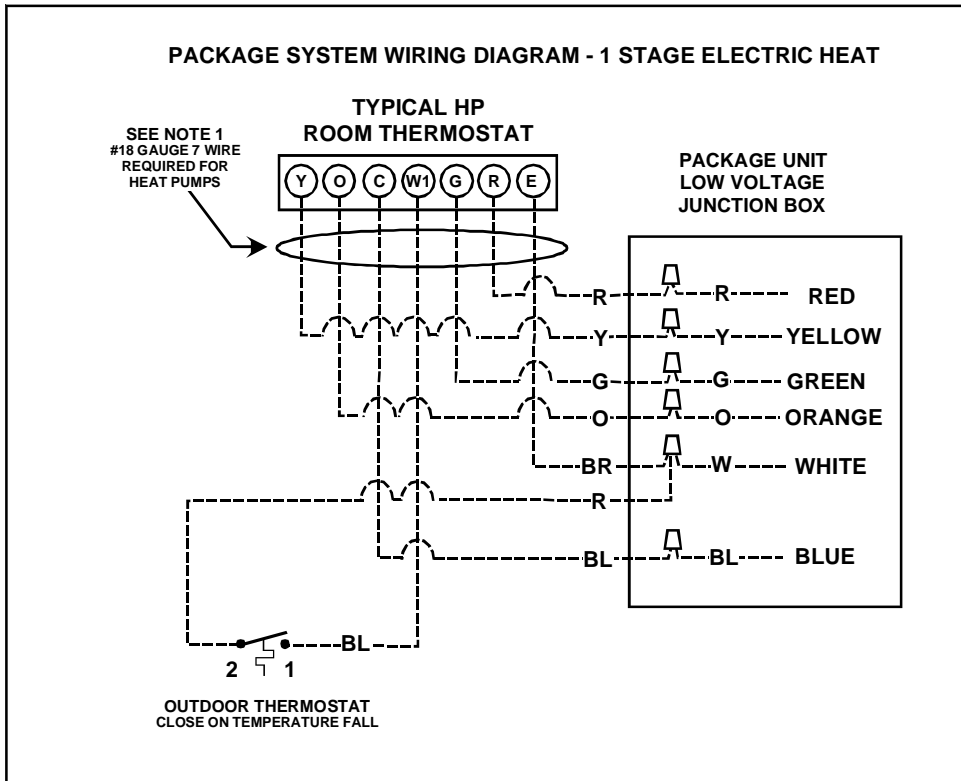 PACKAGE SYSTEM WIRING DIAGRAM - 1 STAGE ELECTRIC HEAT
TYPICAL HP
ROOM THERMOSTAT
SEE NOTE 1
#18 GAUGE 7 WIRE
REQUIRED FOR
HEAT PUMPS
Y O C W1 G R E
PACKAGE UNIT
LOW VOLTAGE
JUNCTION BOX
R R RED
Y Y YELLOW
G G GREEN
O O ORANGE
BR W WHITE
R
BL BL BLUE
BL
2 1
OUTDOOR THERMOSTAT
CLOSE ON TEMPERATURE FALL